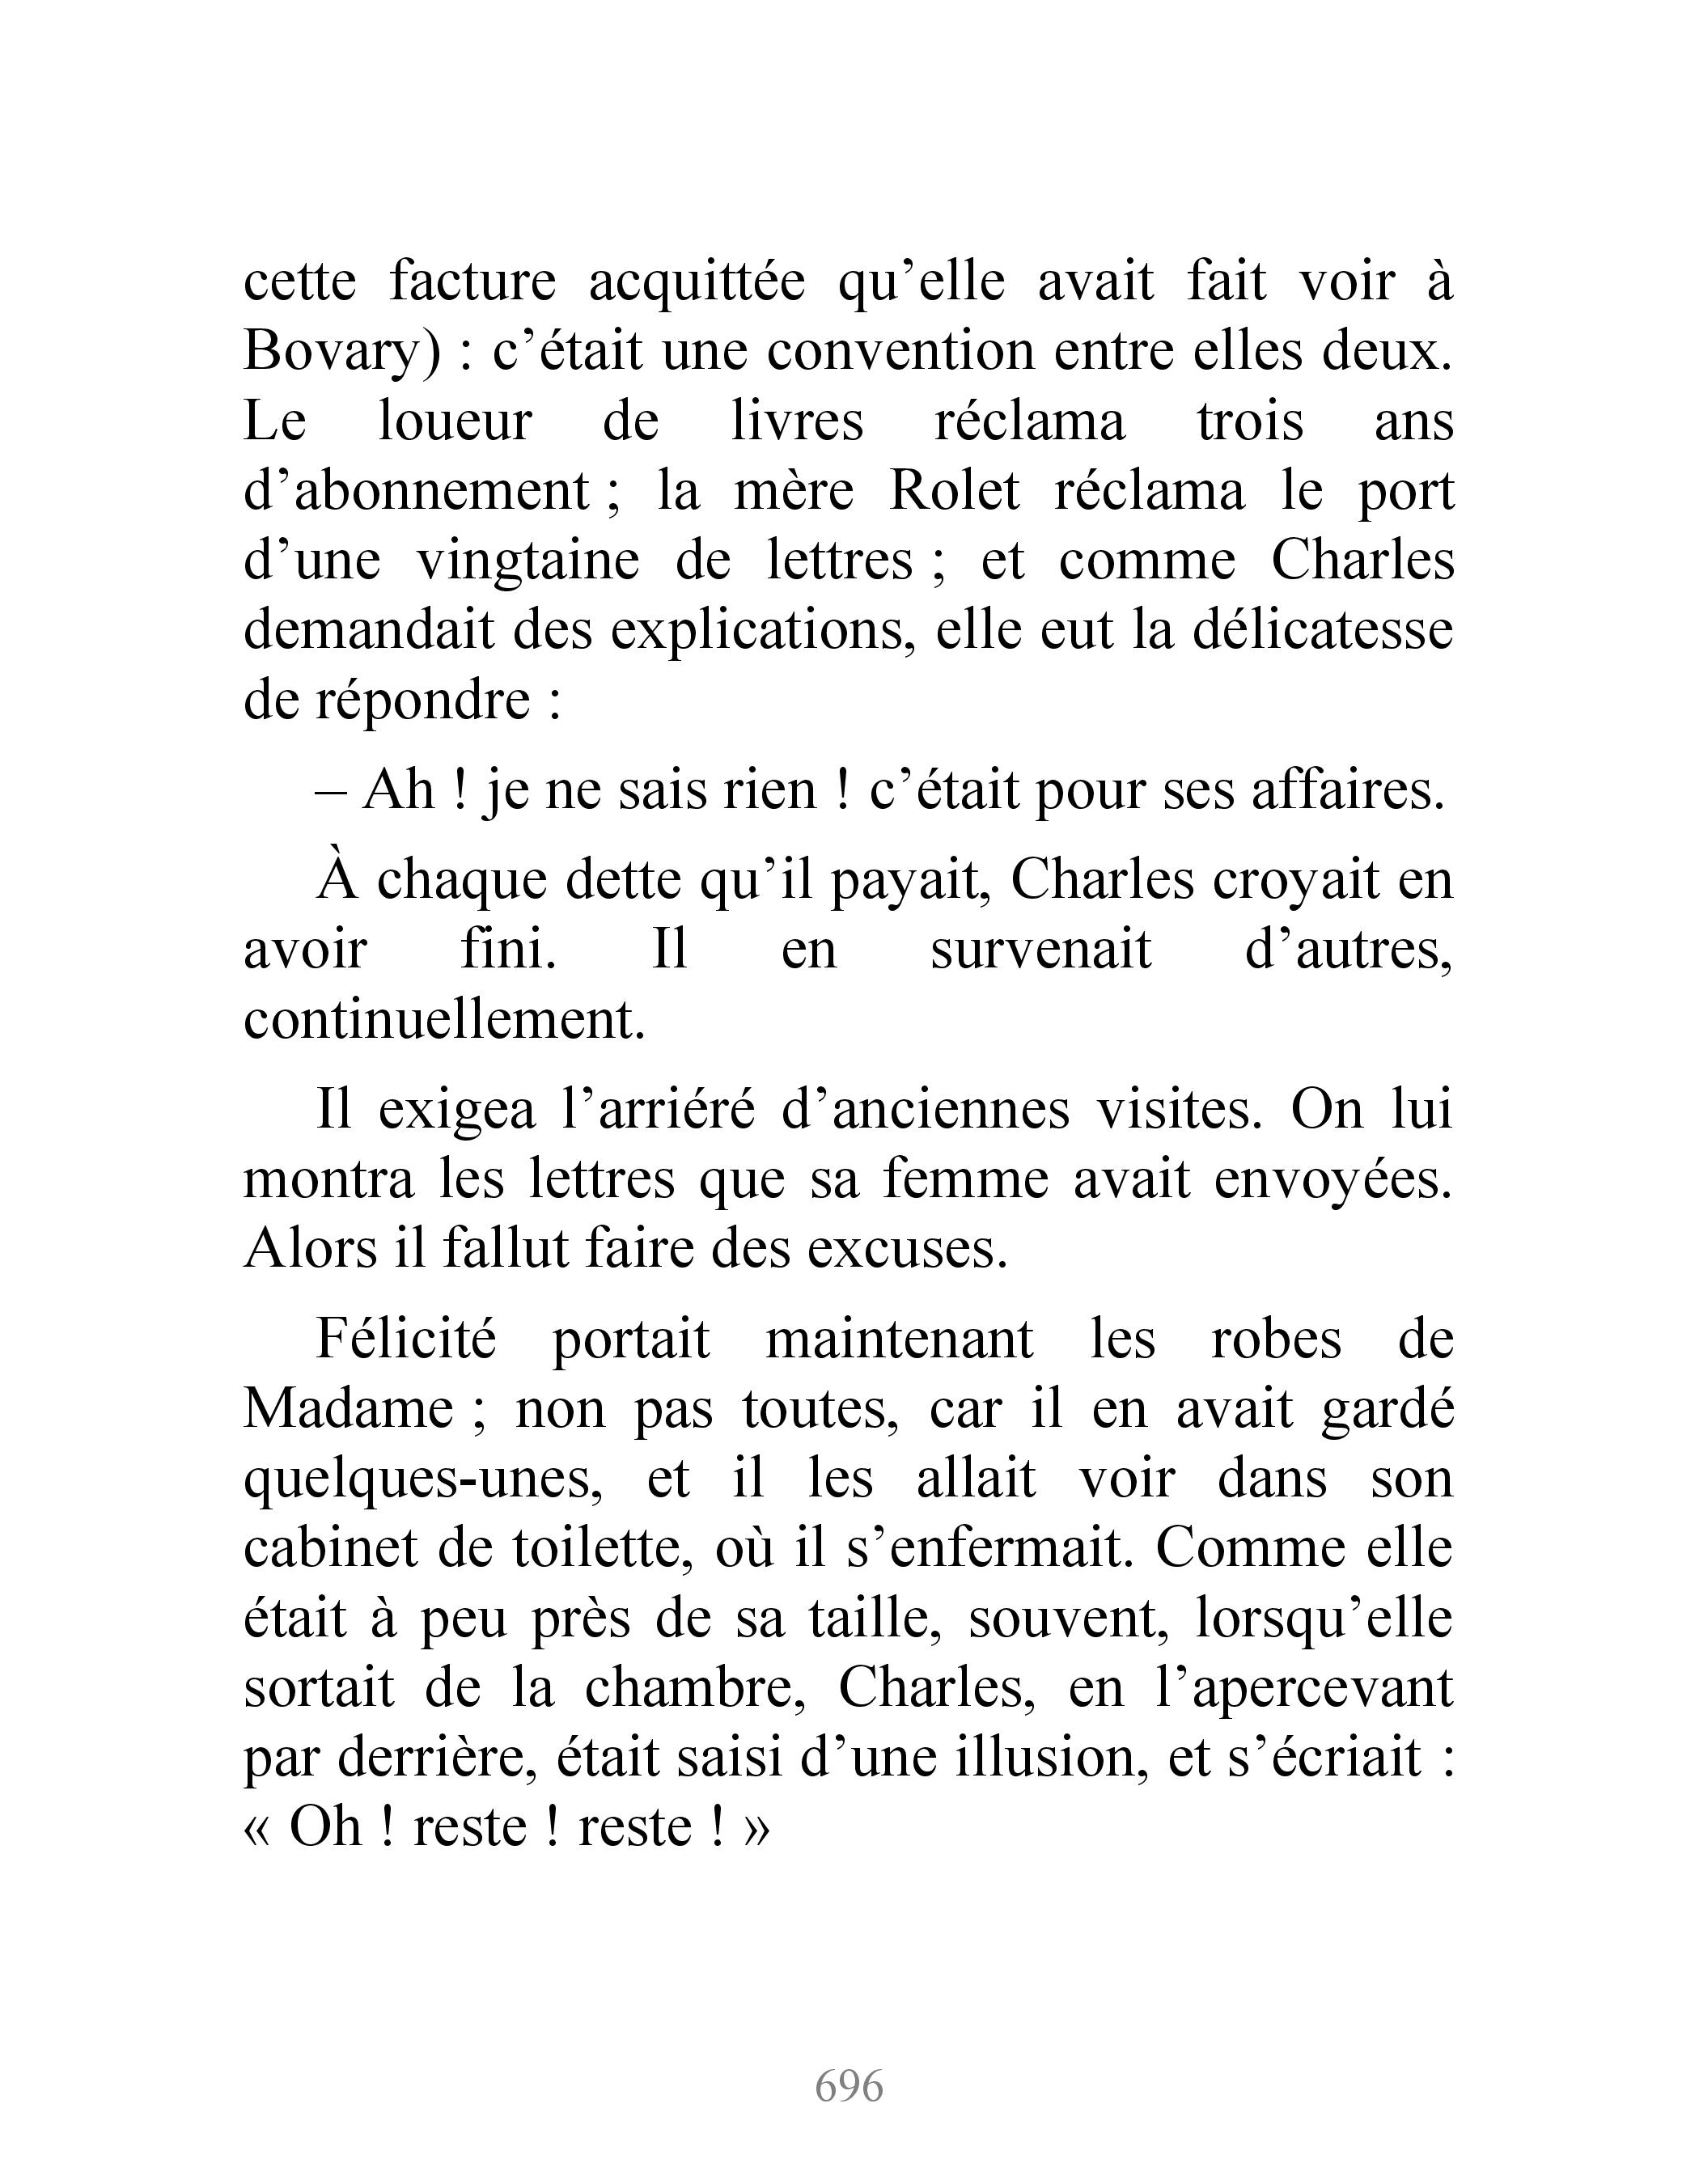 cette facture acquittée qu’elle avait fait voir à
Bovary) : c’était une convention entre elles deux.
Le loueur de livres réclama trois ans
d’abonnement ; la mère Rolet réclama le port
d’une vingtaine de lettres ; et comme Charles
demandait des explications, elle eut la délicatesse
de répondre :
– Ah ! je ne sais rien ! c’était pour ses affaires.
À chaque dette qu’il payait, Charles croyait en
avoir fini. Il en survenait d’autres,
continuellement.
Il exigea l’arriéré d’anciennes visites. On lui
montra les lettres que sa femme avait envoyées.
Alors il fallut faire des excuses.
Félicité portait maintenant les robes de
Madame ; non pas toutes, car il en avait gardé
quelques-unes, et il les allait voir dans son
cabinet de toilette, où il s’enfermait. Comme elle
était à peu près de sa taille, souvent, lorsqu’elle
sortait de la chambre, Charles, en l’apercevant
par derrière, était saisi d’une illusion, et s’écriait :
« Oh ! reste ! reste ! »
696